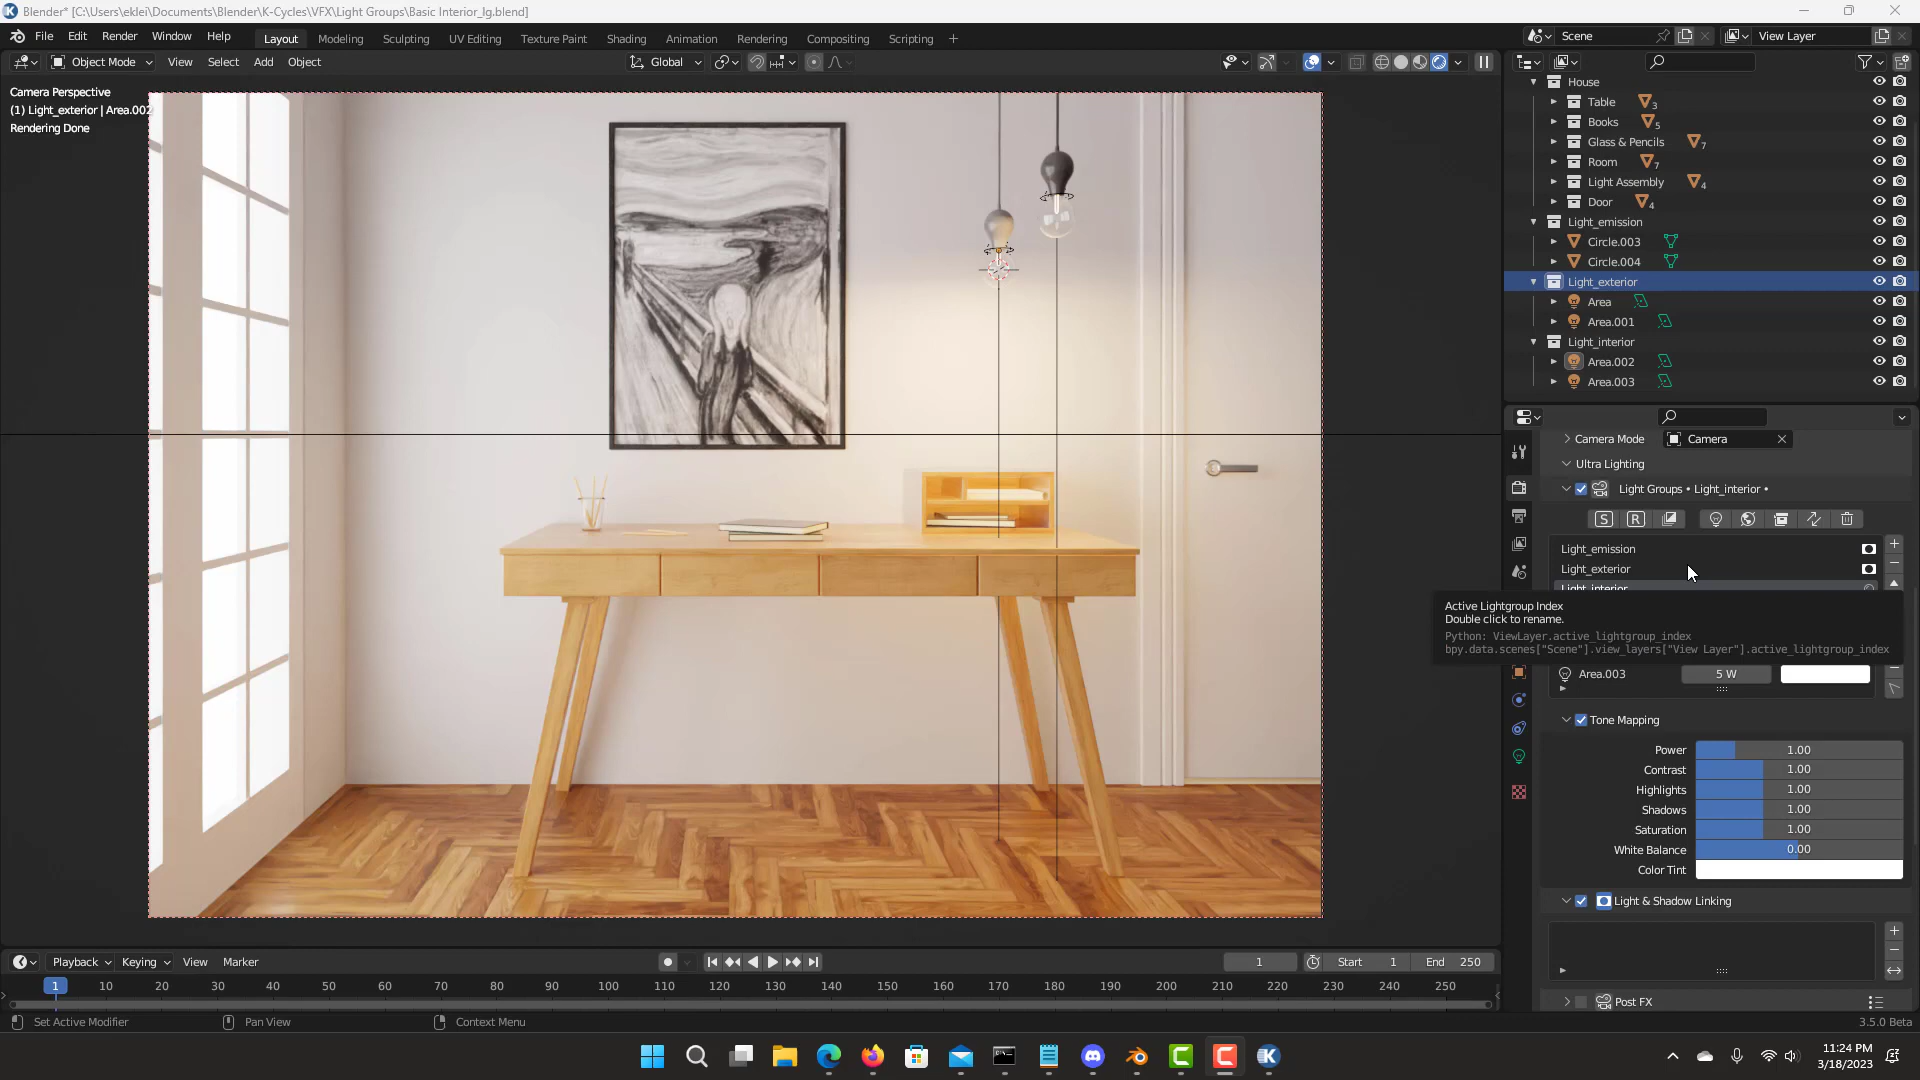 Blender* [C:\Users\eklei\Documents\Blender\K-Cycles\VFX\Light Groups\Basic Interior_lg.blend]
File Edit Render Window Help Layout Modeling Sculpting UV Editing Texture Paint Shading Animation Rendering Compositing Scripting + Scene View Layer
Object Mode View Select Add Object Global
Camera Perspective
(1) Light_exterior | Area.002
Rendering Done
House
Table 3
Books 5
Glass & Pencils 7
Room 7
Light Assembly 4
Door 4
Light_emission
Circle.003
Circle.004
Light_exterior
Area
Area.001
Light_interior
Area.002
Area.003
Camera Mode Camera
Ultra Lighting
Light Groups • Light_interior •
S R
Light_emission
Light_exterior
Light_interior
Active Lightgroup Index
Double click to rename.
Python: ViewLayer.active_lightgroup_index
bpy.data.scenes["Scene"].view_layers["View Layer"].active_lightgroup_index
Area.003 5 W
Tone Mapping
Power 1.00
Contrast 1.00
Highlights 1.00
Shadows 1.00
Saturation 1.00
White Balance 0.00
Color Tint
Light & Shadow Linking
Post FX
Playback Keying View Marker 1 Start 1 End 250
1 10 20 30 40 50 60 70 80 90 100 110 120 130 140 150 160 170 180 190 200 210 220 230 240 250
Set Active Modifier Pan View Context Menu 3.5.0 Beta
11:24 PM
3/18/2023